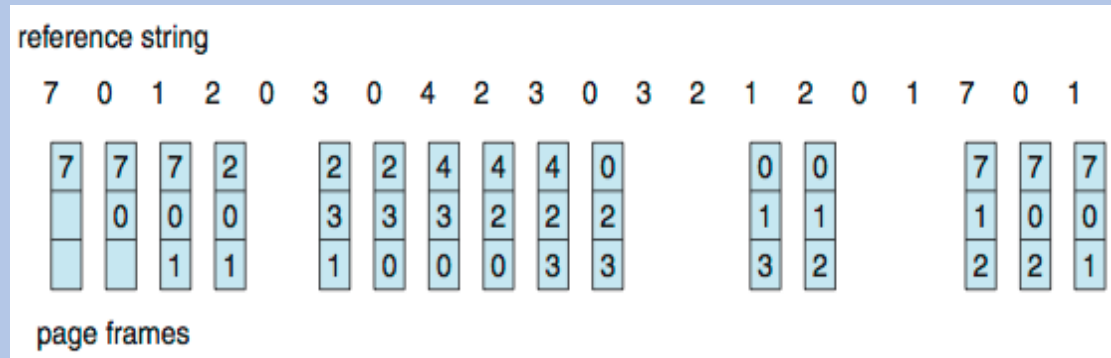 reference string
7 0 1 2 0 3 0 4 2 3 0 3 2 1 2 0 1 7 0 1
7 7 7 2 2 2 4 4 4 0 0 0 7 7 7
0 0 0 3 3 3 2 2 2 1 1 1 0 0
1 1 1 0 0 0 3 3 3 2 2 2 1
page frames